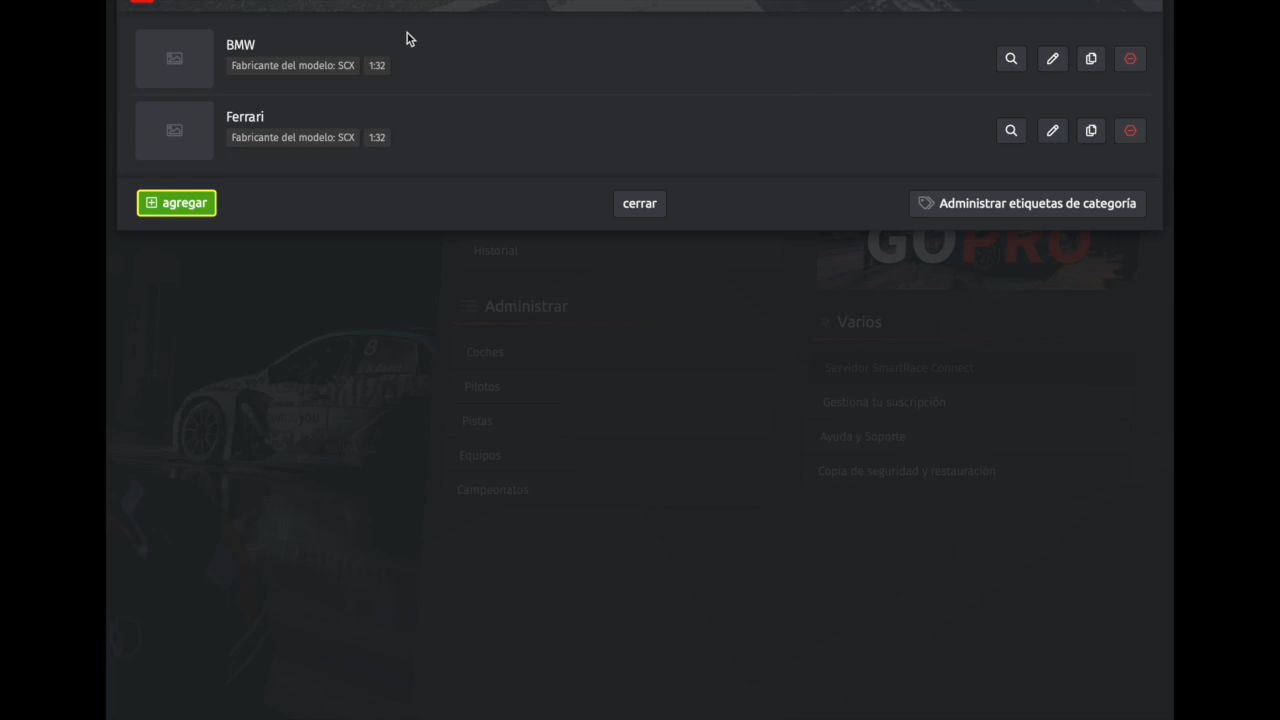 BMW
Fabricante del modelo: SCX 1:32
Ferrari
Fabricante del modelo: SCX 1:32
agregar
cerrar
Administrar etiquetas de categoría
GOPRO
Historial
Administrar
Coches
Pilotos
Pistas
Equipos
Campeonatos
Varios
Servidor SmartRace Connect
Gestiona tu suscripción
Ayuda y Soporte
Copia de seguridad y restauración
8